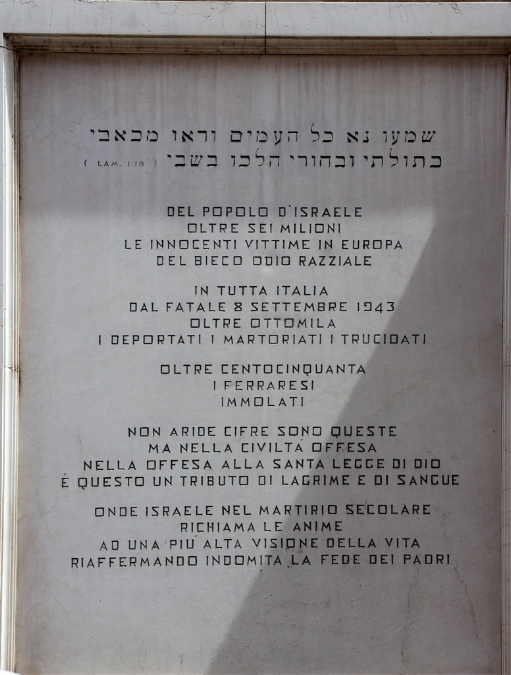 שמעו נא כל העמים וראו מכאבי
בתולתי ובחורי הלכו בשבי ( LAM. 1:18 )
DEL POPOLO D'ISRAELE
OLTRE SEI MILIONI
LE INNOCENTI VITTIME IN EUROPA
DEL BIECO ODIO RAZZIALE
IN TUTTA ITALIA
DAL FATALE 8 SETTEMBRE 1943
OLTRE OTTOMILA
I DEPORTATI I MARTORIATI I TRUCIDATI
OLTRE CENTOCINQUANTA
I FERRARESI
IMMOLATI
NON ARIDE CIFRE SONO QUESTE
MA NELLA CIVILTÁ OFFESA
NELLA OFFESA ALLA SANTA LEGGE DI DIO
É QUESTO UN TRIBUTO DI LAGRIME E DI SANGUE
ONDE ISRAELE NEL MARTIRIO SECOLARE
RICHIAMA LE ANIME
AD UNA PIU' ALTA VISIONE DELLA VITA
RIAFFERMANDO INDOMITA LA FEDE DEI PADRI